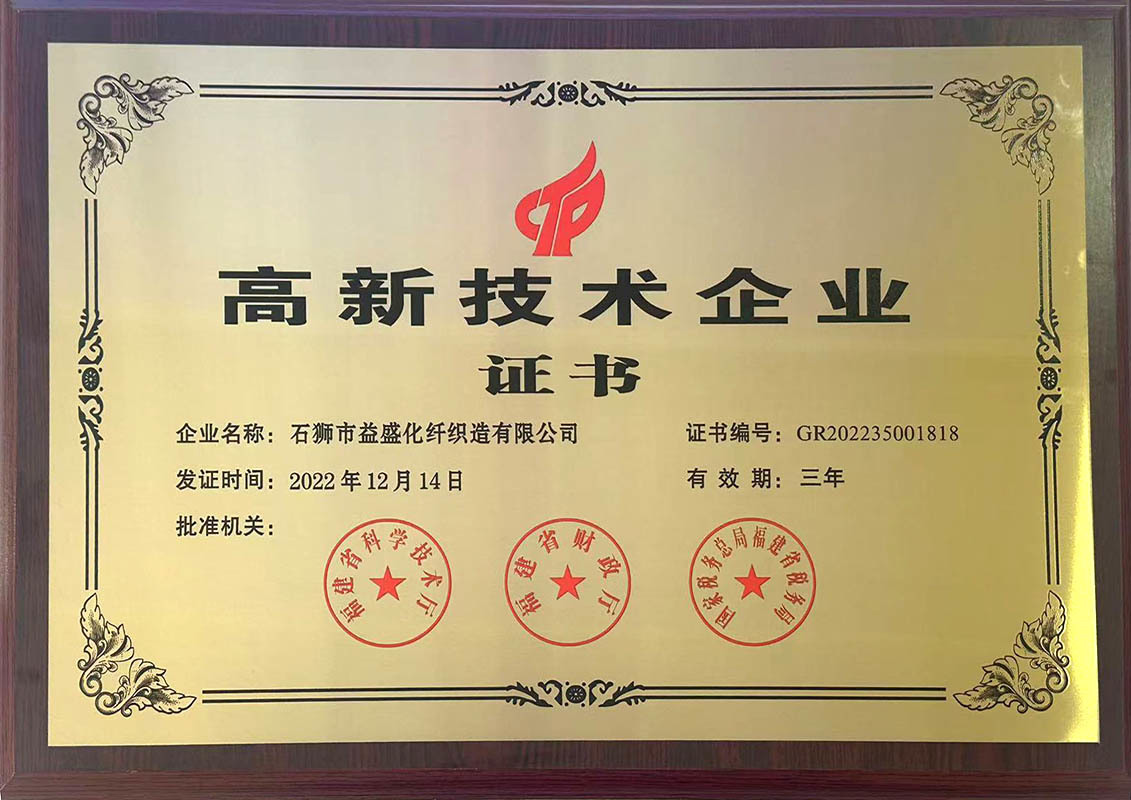 CTP
高新技术企业
证书
企业名称：石狮市益盛化纤织造有限公司
证书编号：GR202235001818
发证时间：2022年12月14日
有效期：三年
批准机关：
福建省科学技术厅
福建省财政厅
国家税务总局福建省税务局